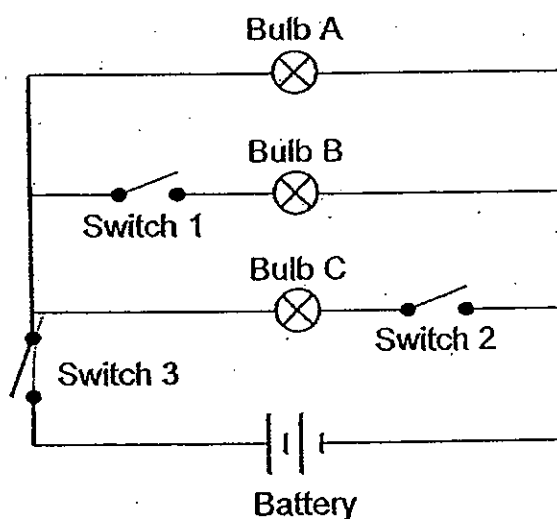 Bulb A
Bulb B
Switch 1
Bulb C
Switch 2
Switch 3
Battery